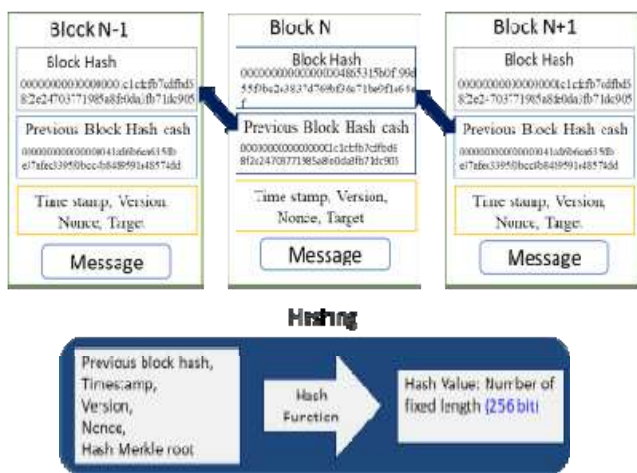 Block N-1
Block Hash
Previous Block Hash cash
Time stamp, Version,
Nonce, Target
Message
Block N
Block Hash
Previous Block Hash cash
Time stamp, Version,
Nonce, Target
Message
Block N+1
Block Hash
Previous Block Hash cash
Time stamp, Version,
Nonce, Target
Message
Hashing
Previous block hash,
Timestamp,
Version,
Nonce,
Hash Merkle root
Hash
Function
Hash Value: Number of
fixed length (256 bit)